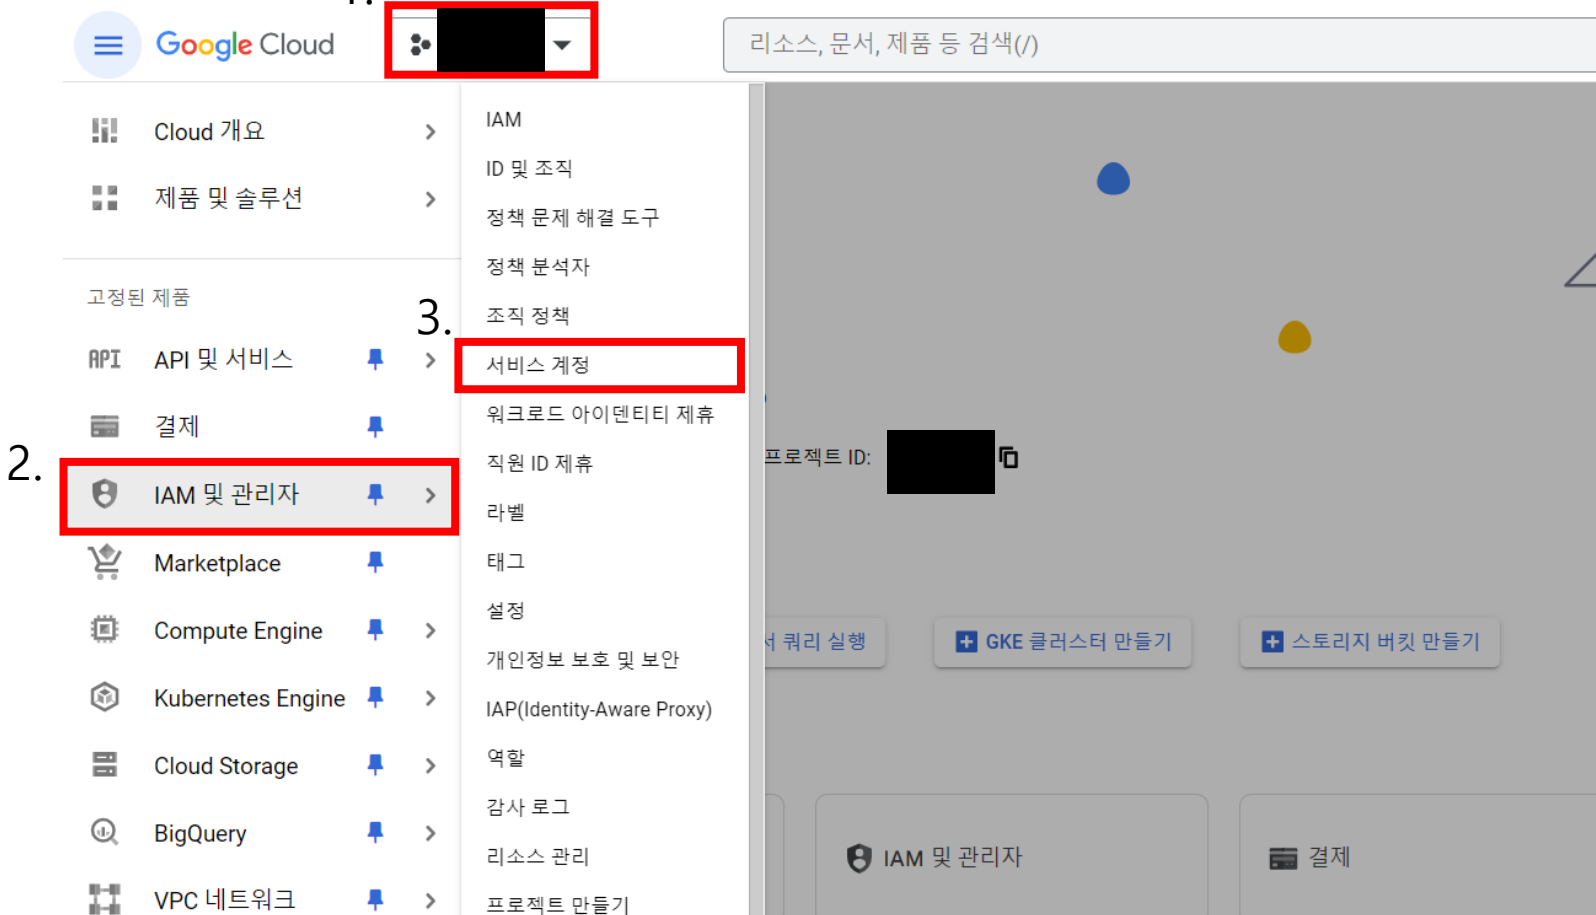 Google Cloud
리소스, 문서, 제품 등 검색(/)
Cloud 개요
제품 및 솔루션
고정된 제품
API API 및 서비스
결제
2.
IAM 및 관리자
Marketplace
Compute Engine
Kubernetes Engine
Cloud Storage
BigQuery
VPC 네트워크
IAM
ID 및 조직
정책 문제 해결 도구
정책 분석자
조직 정책
3.
서비스 계정
워크로드 아이덴티티 제휴
직원 ID 제휴
라벨
태그
설정
개인정보 보호 및 보안
IAP(Identity-Aware Proxy)
역할
감사 로그
리소스 관리
프로젝트 만들기
프로젝트 ID:
쿼리 실행
GKE 클러스터 만들기
스토리지 버킷 만들기
IAM 및 관리자
결제